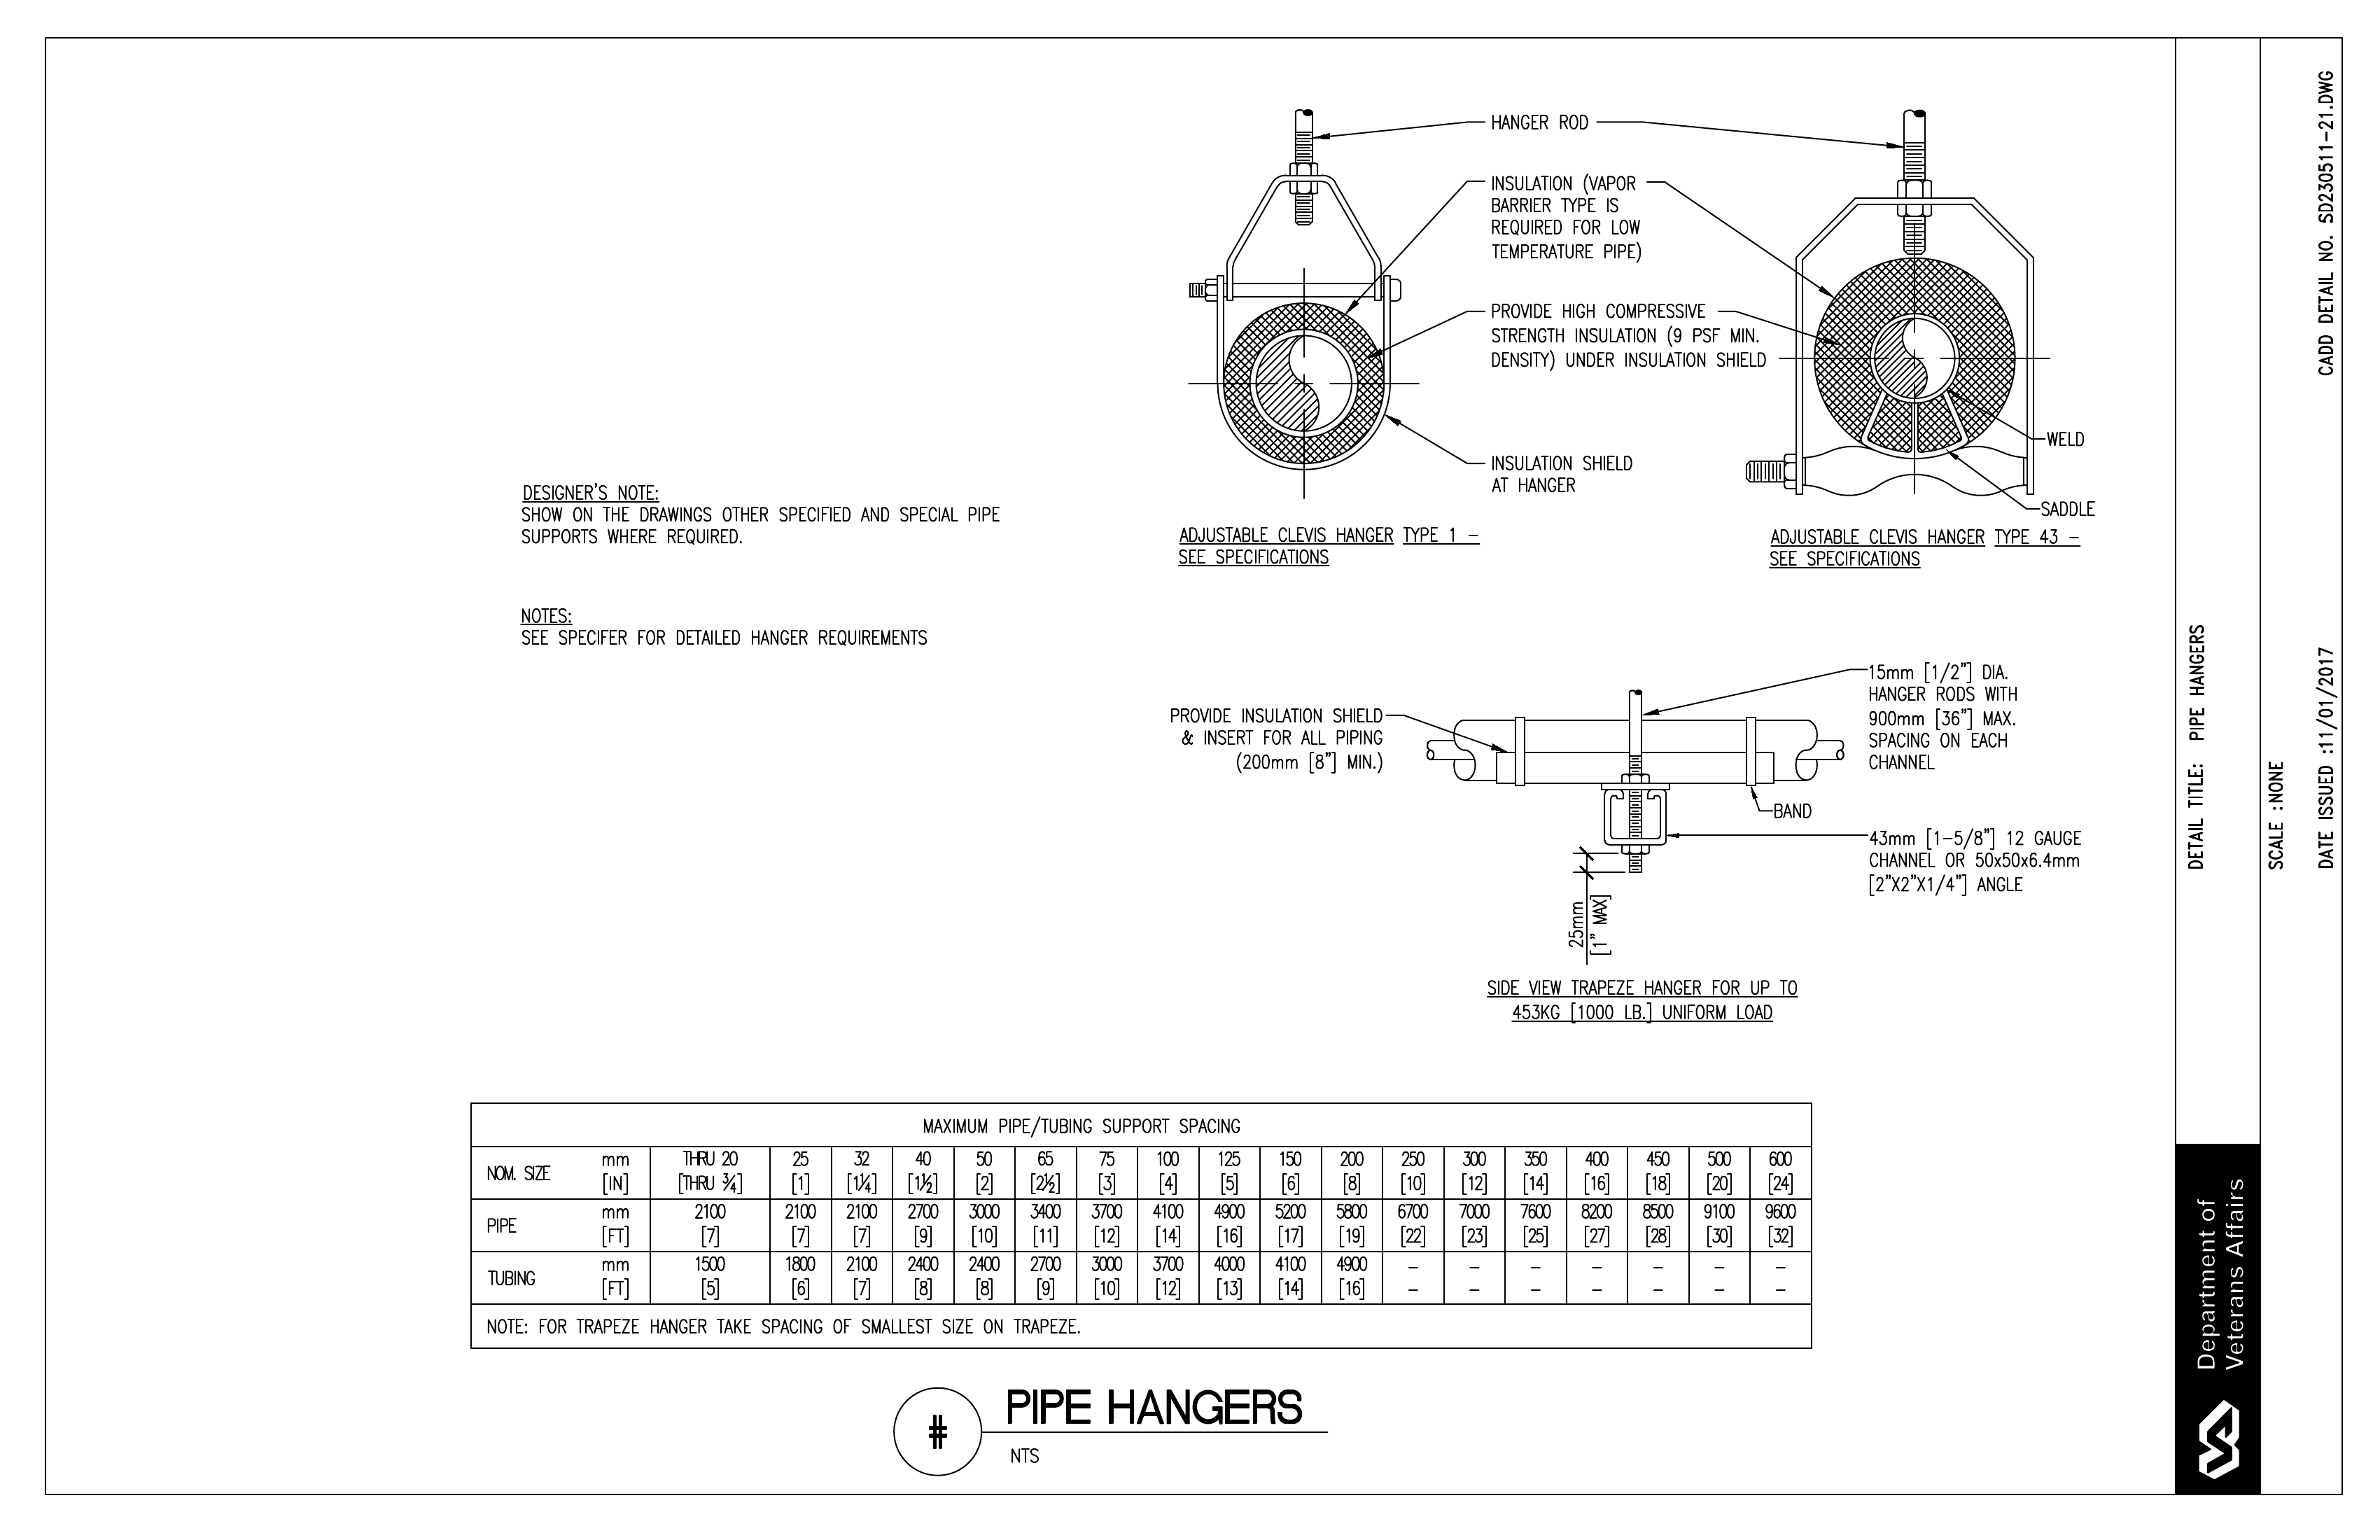 HANGER ROD
INSULATION (VAPOR
BARRIER TYPE IS
REQUIRED FOR LOW
TEMPERATURE PIPE)
PROVIDE HIGH COMPRESSIVE
STRENGTH INSULATION (9 PSF MIN.
DENSITY) UNDER INSULATION SHIELD
INSULATION SHIELD
AT HANGER
WELD
SADDLE
ADJUSTABLE CLEVIS HANGER TYPE 1 –
SEE SPECIFICATIONS
ADJUSTABLE CLEVIS HANGER TYPE 43 –
SEE SPECIFICATIONS
DESIGNER'S NOTE:
SHOW ON THE DRAWINGS OTHER SPECIFIED AND SPECIAL PIPE
SUPPORTS WHERE REQUIRED.
NOTES:
SEE SPECIFER FOR DETAILED HANGER REQUIREMENTS
PROVIDE INSULATION SHIELD
& INSERT FOR ALL PIPING
(200mm [8"] MIN.)
15mm [1/2"] DIA.
HANGER RODS WITH
900mm [36"] MAX.
SPACING ON EACH
CHANNEL
BAND
43mm [1-5/8"] 12 GAUGE
CHANNEL OR 50x50x6.4mm
[2"X2"X1/4"] ANGLE
25mm
[1" MAX]
SIDE VIEW TRAPEZE HANGER FOR UP TO
453KG [1000 LB.] UNIFORM LOAD
MAXIMUM PIPE/TUBING SUPPORT SPACING
NOM. SIZE mm THRU 20 25 32 40 50 65 75 100 125 150 200 250 300 350 400 450 500 600
[IN] [THRU ¾] [1] [1¼] [1½] [2] [2½] [3] [4] [5] [6] [8] [10] [12] [14] [16] [18] [20] [24]
PIPE mm 2100 2100 2100 2700 3000 3400 3700 4100 4900 5200 5800 6700 7000 7600 8200 8500 9100 9600
[FT] [7] [7] [7] [9] [10] [11] [12] [14] [16] [17] [19] [22] [23] [25] [27] [28] [30] [32]
TUBING mm 1500 1800 2100 2400 2400 2700 3000 3700 4000 4100 4900 – – – – – – –
[FT] [5] [6] [7] [8] [8] [9] [10] [12] [13] [14] [16] – – – – – – –
NOTE: FOR TRAPEZE HANGER TAKE SPACING OF SMALLEST SIZE ON TRAPEZE.
#
PIPE HANGERS
NTS
DETAIL TITLE: PIPE HANGERS
SCALE :NONE
DATE ISSUED :11/01/2017
CADD DETAIL NO. SD230511-21.DWG
Department of
Veterans Affairs